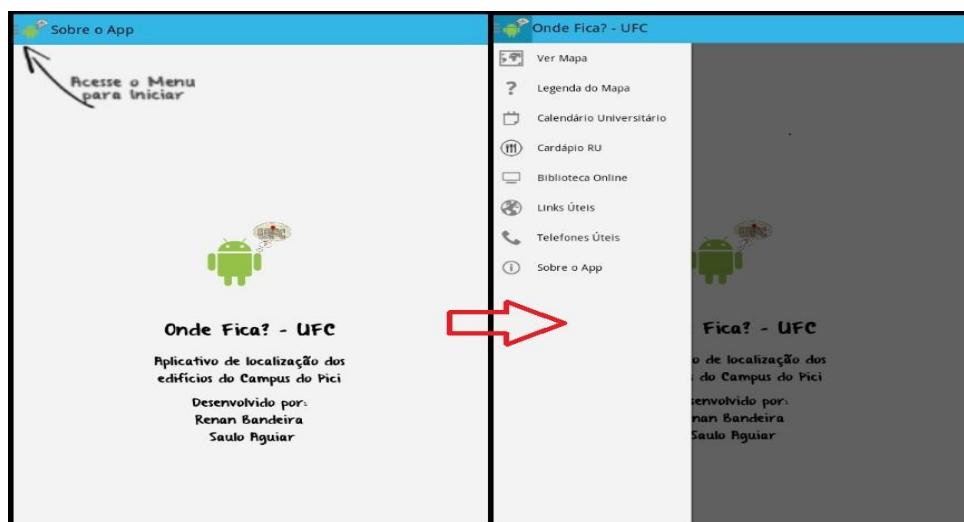 Sobre o App
Acesse o Menu
para Iniciar
Onde Fica? - UFC
Aplicativo de localização dos
edifícios do Campus do Pici
Desenvolvido por:
Renan Bandeira
Saulo Aguiar
Onde Fica? - UFC
Ver Mapa
Legenda do Mapa
Calendário Universitário
Cardápio RU
Biblioteca Online
Links Úteis
Telefones Úteis
Sobre o App
Fica? - UFC
o de localização dos
do Campus do Pici
senvolvido por:
nan Bandeira
Saulo Aguiar